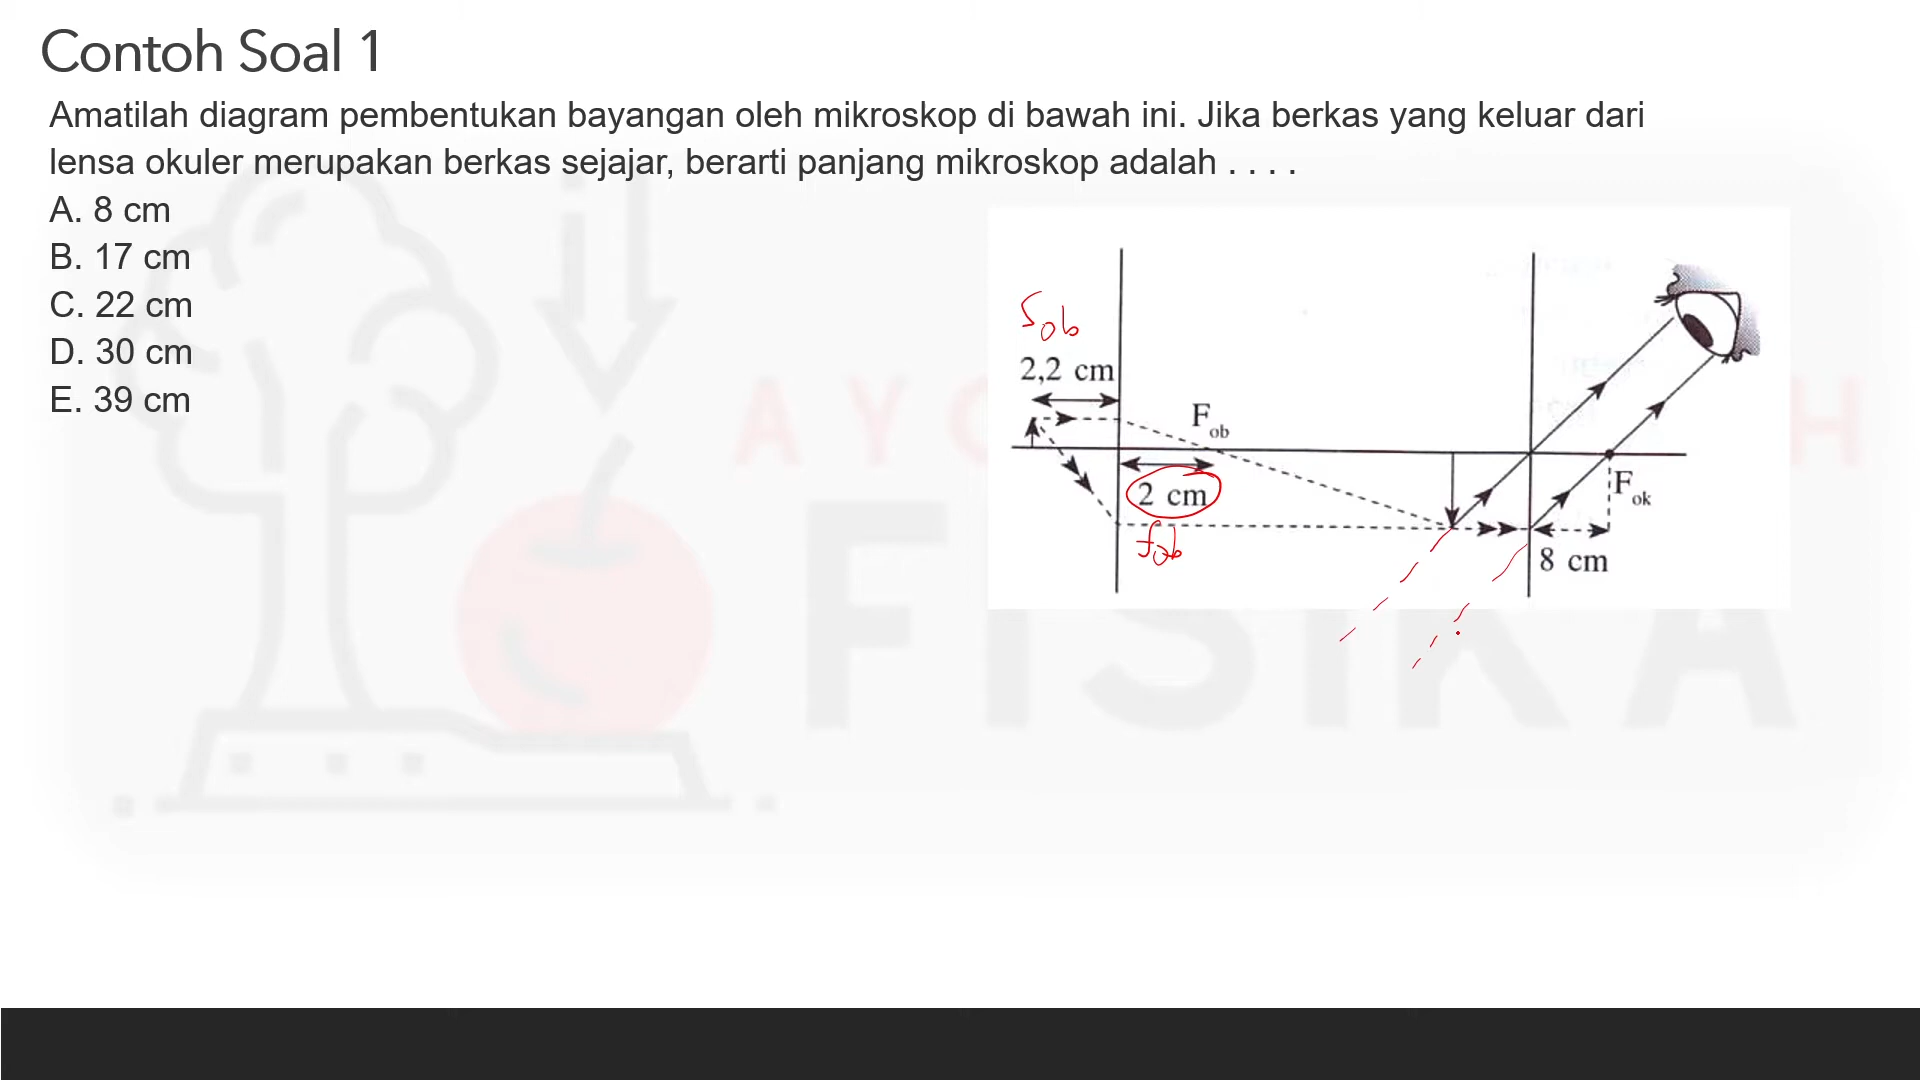 Contoh Soal 1
Amatilah diagram pembentukan bayangan oleh mikroskop di bawah ini. Jika berkas yang keluar dari
lensa okuler merupakan berkas sejajar, berarti panjang mikroskop adalah . . . .
A. 8 cm
B. 17 cm
C. 22 cm
D. 30 cm
E. 39 cm
Sob
2,2 cm
Fob
2 cm
fob
Fok
8 cm
FISIKA